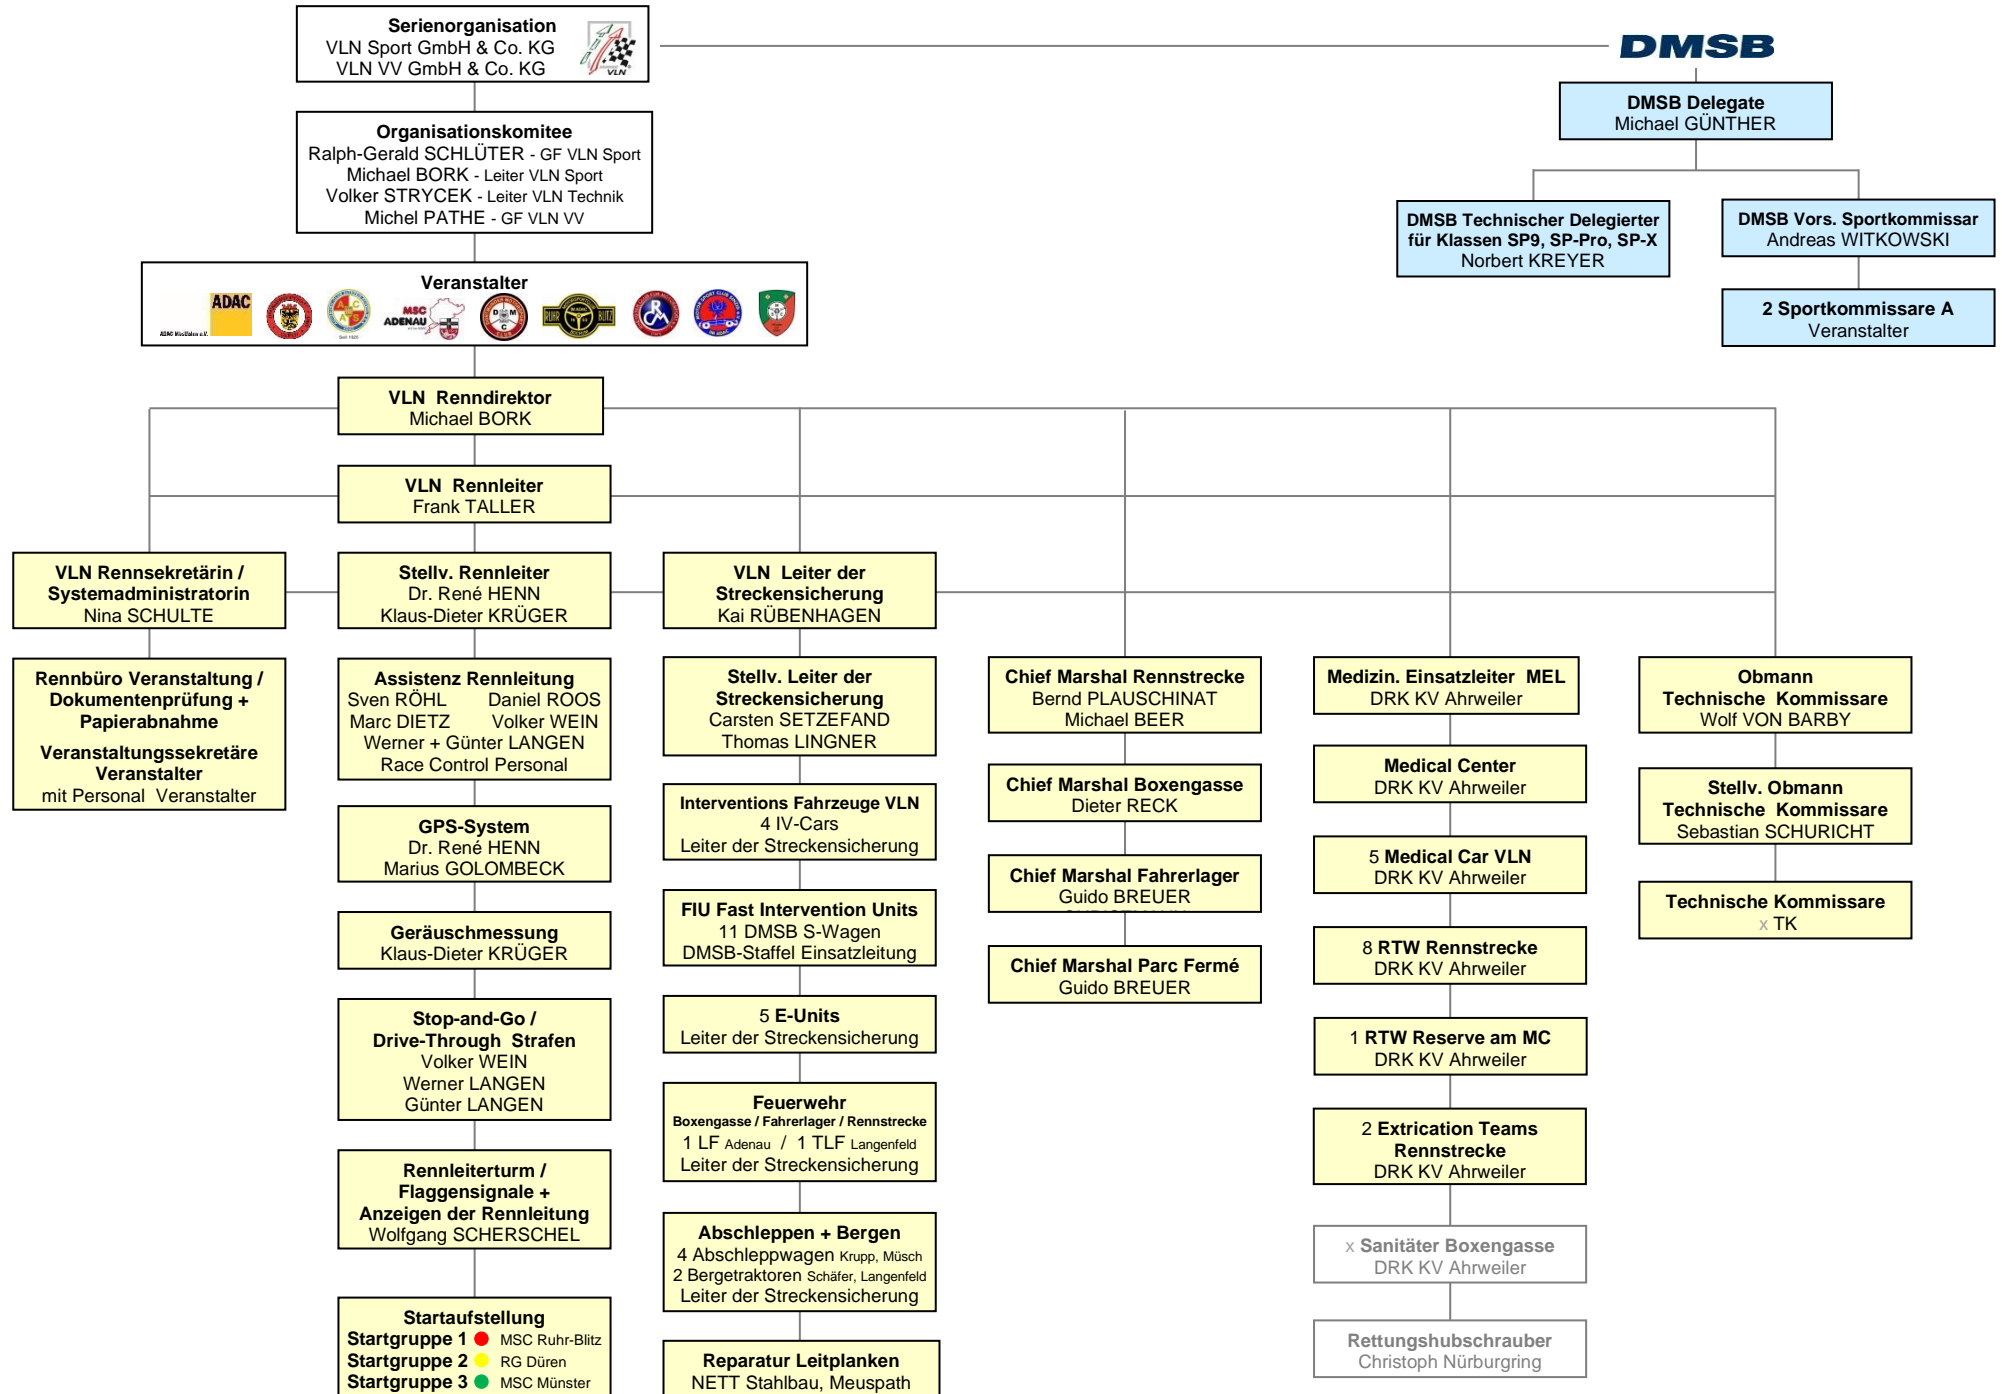 Serienorganisation
VLN Sport GmbH & Co. KG
VLN VV GmbH & Co. KG
VLN
DMSB
DMSB Delegate
Michael GÜNTHER
Organisationskomitee
Ralph-Gerald SCHLÜTER - GF VLN Sport
Michael BORK - Leiter VLN Sport
Volker STRYCEK - Leiter VLN Technik
Michel PATHE - GF VLN VV
DMSB Technischer Delegierter
für Klassen SP9, SP-Pro, SP-X
Norbert KREYER
DMSB Vors. Sportkommissar
Andreas WITKOWSKI
2 Sportkommissare A
Veranstalter
Veranstalter
ADAC
ADAC Westfalen e.V.
MSC
ADENAU
RUHR BLITZ
VLN Renndirektor
Michael BORK
VLN Rennleiter
Frank TALLER
VLN Rennsekretärin /
Systemadministratorin
Nina SCHULTE
Stellv. Rennleiter
Dr. René HENN
Klaus-Dieter KRÜGER
VLN Leiter der
Streckensicherung
Kai RÜBENHAGEN
Rennbüro Veranstaltung /
Dokumentenprüfung +
Papierabnahme
Veranstaltungssekretäre
Veranstalter
mit Personal Veranstalter
Assistenz Rennleitung
Sven RÖHL Daniel ROOS
Marc DIETZ Volker WEIN
Werner + Günter LANGEN
Race Control Personal
GPS-System
Dr. René HENN
Marius GOLOMBECK
Geräuschmessung
Klaus-Dieter KRÜGER
Stop-and-Go /
Drive-Through Strafen
Volker WEIN
Werner LANGEN
Günter LANGEN
Rennleiterturm /
Flaggensignale +
Anzeigen der Rennleitung
Wolfgang SCHERSCHEL
Startaufstellung
Startgruppe 1 MSC Ruhr-Blitz
Startgruppe 2 RG Düren
Startgruppe 3 MSC Münster
Stellv. Leiter der
Streckensicherung
Carsten SETZEFAND
Thomas LINGNER
Interventions Fahrzeuge VLN
4 IV-Cars
Leiter der Streckensicherung
FIU Fast Intervention Units
11 DMSB S-Wagen
DMSB-Staffel Einsatzleitung
5 E-Units
Leiter der Streckensicherung
Feuerwehr
Boxengasse / Fahrerlager / Rennstrecke
1 LF Adenau / 1 TLF Langenfeld
Leiter der Streckensicherung
Abschleppen + Bergen
4 Abschleppwagen Krupp, Müsch
2 Bergetraktoren Schäfer, Langenfeld
Leiter der Streckensicherung
Reparatur Leitplanken
NETT Stahlbau, Meuspath
Chief Marshal Rennstrecke
Bernd PLAUSCHINAT
Michael BEER
Chief Marshal Boxengasse
Dieter RECK
Chief Marshal Fahrerlager
Guido BREUER
Chief Marshal Parc Fermé
Guido BREUER
Medizin. Einsatzleiter MEL
DRK KV Ahrweiler
Medical Center
DRK KV Ahrweiler
5 Medical Car VLN
DRK KV Ahrweiler
8 RTW Rennstrecke
DRK KV Ahrweiler
1 RTW Reserve am MC
DRK KV Ahrweiler
2 Extrication Teams
Rennstrecke
DRK KV Ahrweiler
x Sanitäter Boxengasse
DRK KV Ahrweiler
Rettungshubschrauber
Christoph Nürburgring
Obmann
Technische Kommissare
Wolf VON BARBY
Stellv. Obmann
Technische Kommissare
Sebastian SCHURICHT
Technische Kommissare
x TK